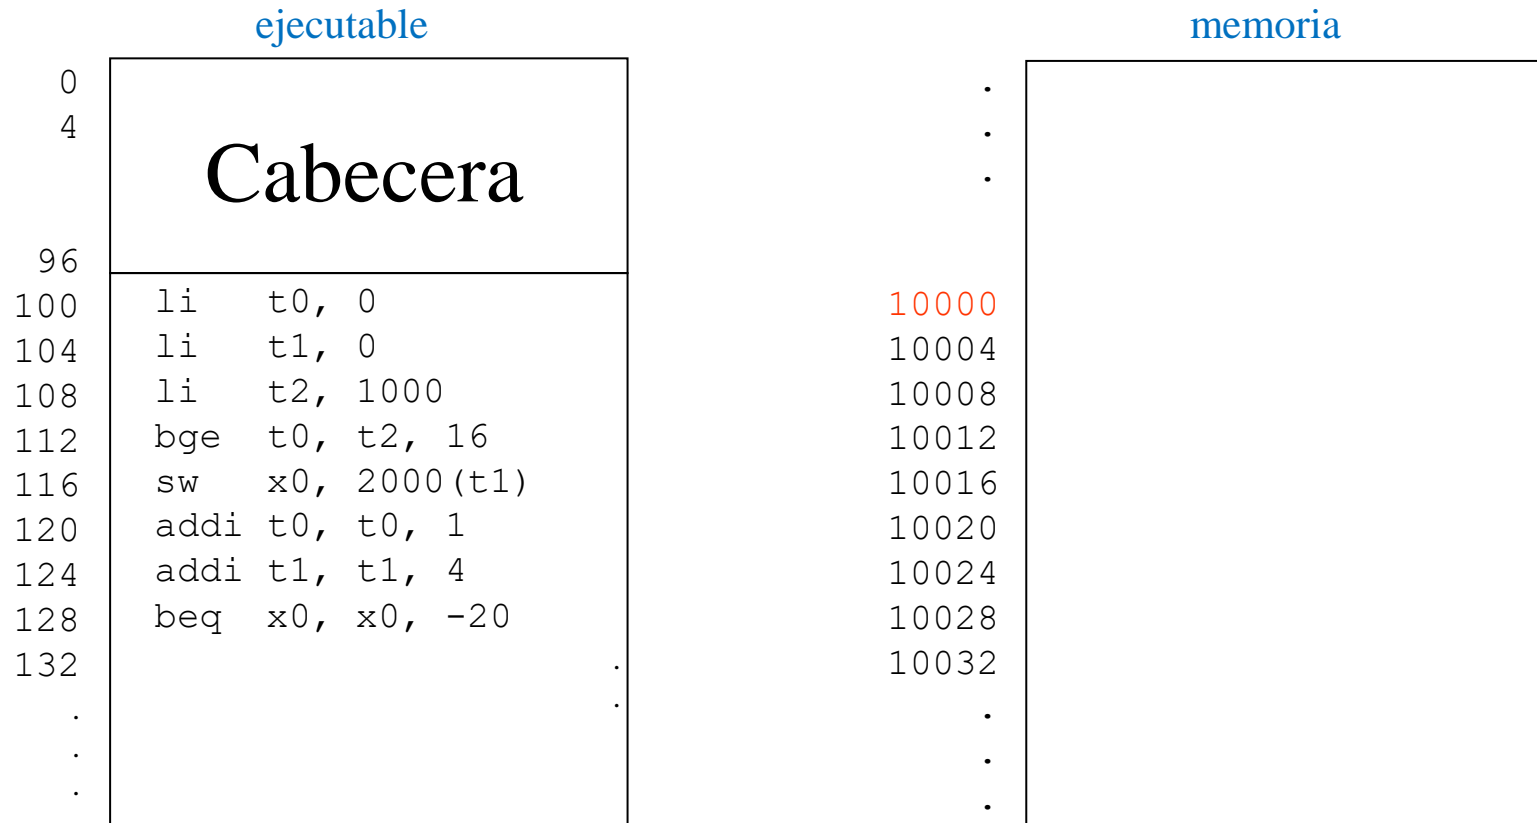 ejecutable
memoria
0
4
Cabecera
96
100 li t0, 0
104 li t1, 0
108 li t2, 1000
112 bge t0, t2, 16
116 sw x0, 2000(t1)
120 addi t0, t0, 1
124 addi t1, t1, 4
128 beq x0, x0, -20
132 .
. .
.
.
.
.
.
10000
10004
10008
10012
10016
10020
10024
10028
10032
.
.
.